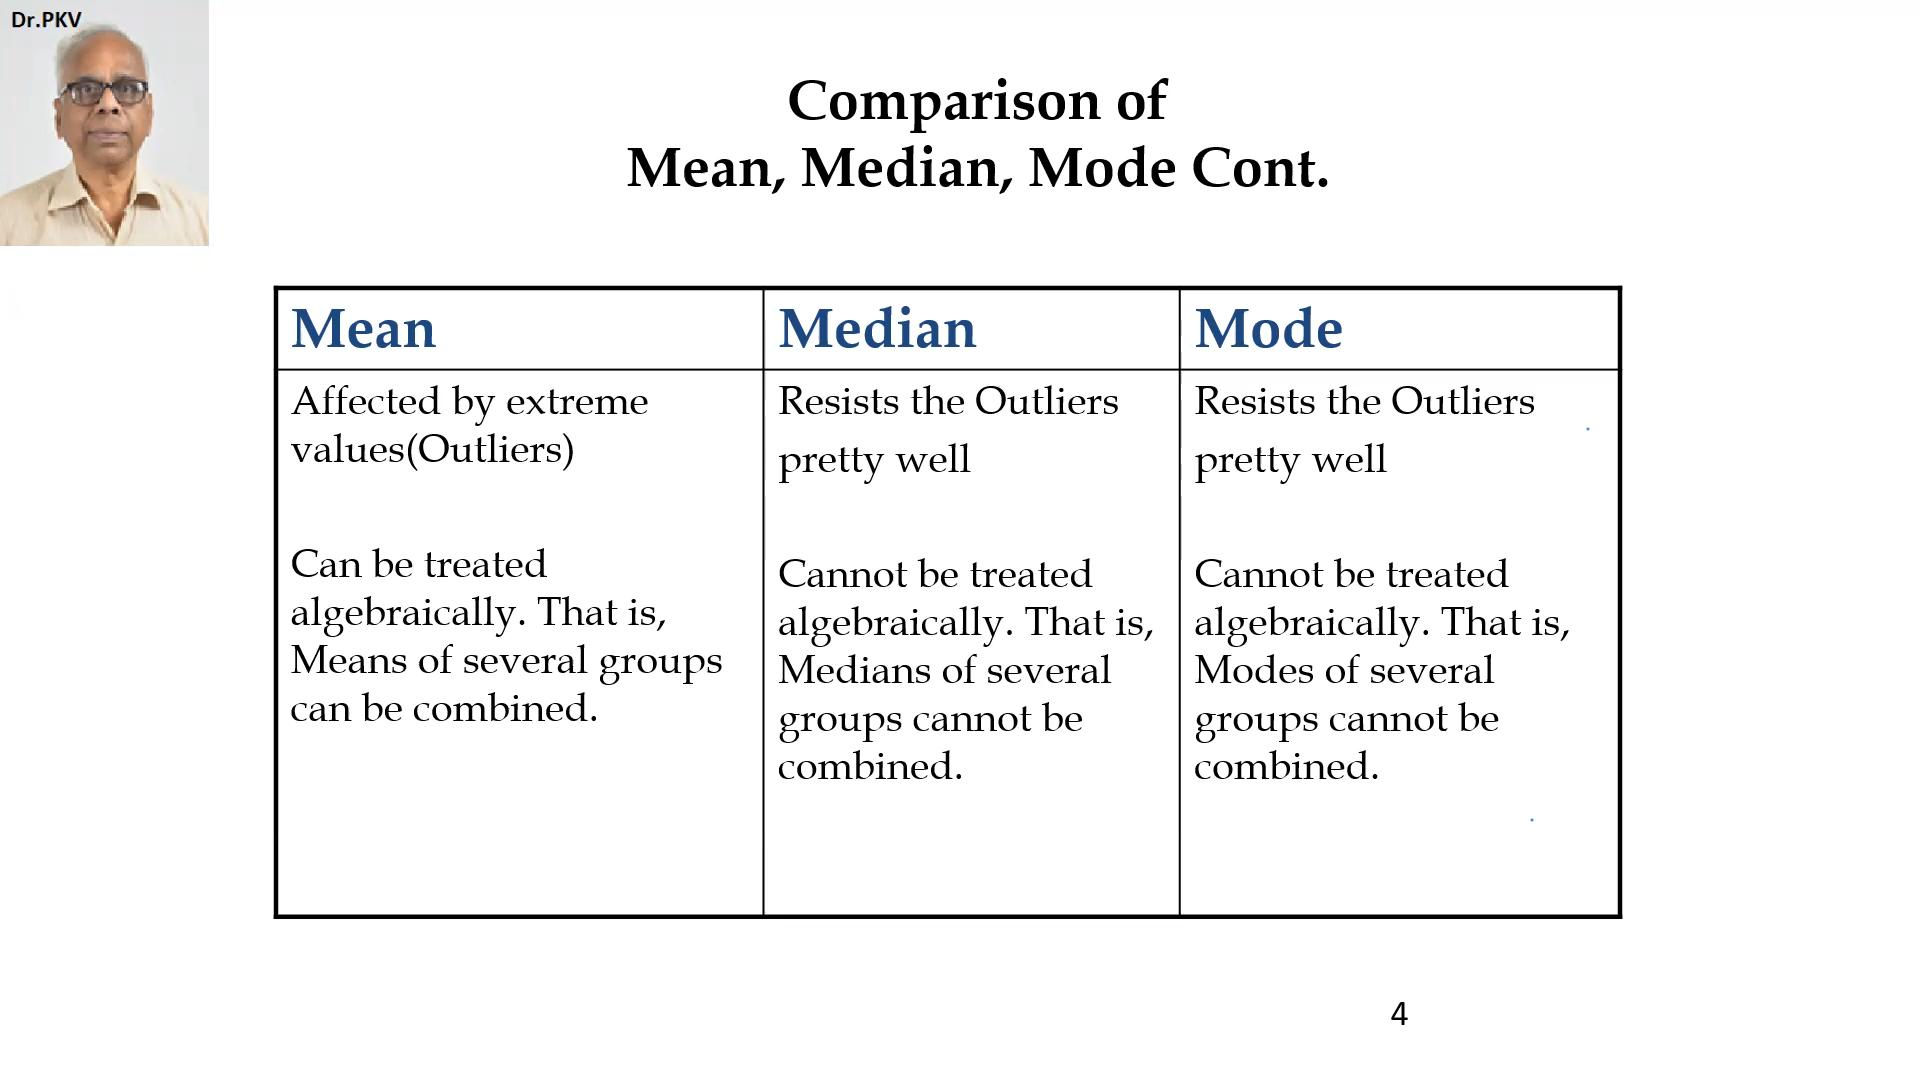 Dr.PKV
Comparison of
Mean, Median, Mode Cont.
Mean
Affected by extreme
values(Outliers)
Can be treated
algebraically. That is,
Means of several groups
can be combined.
Median
Resists the Outliers
pretty well
Cannot be treated
algebraically. That is,
Medians of several
groups cannot be
combined.
Mode
Resists the Outliers
pretty well
Cannot be treated
algebraically. That is,
Modes of several
groups cannot be
combined.
4